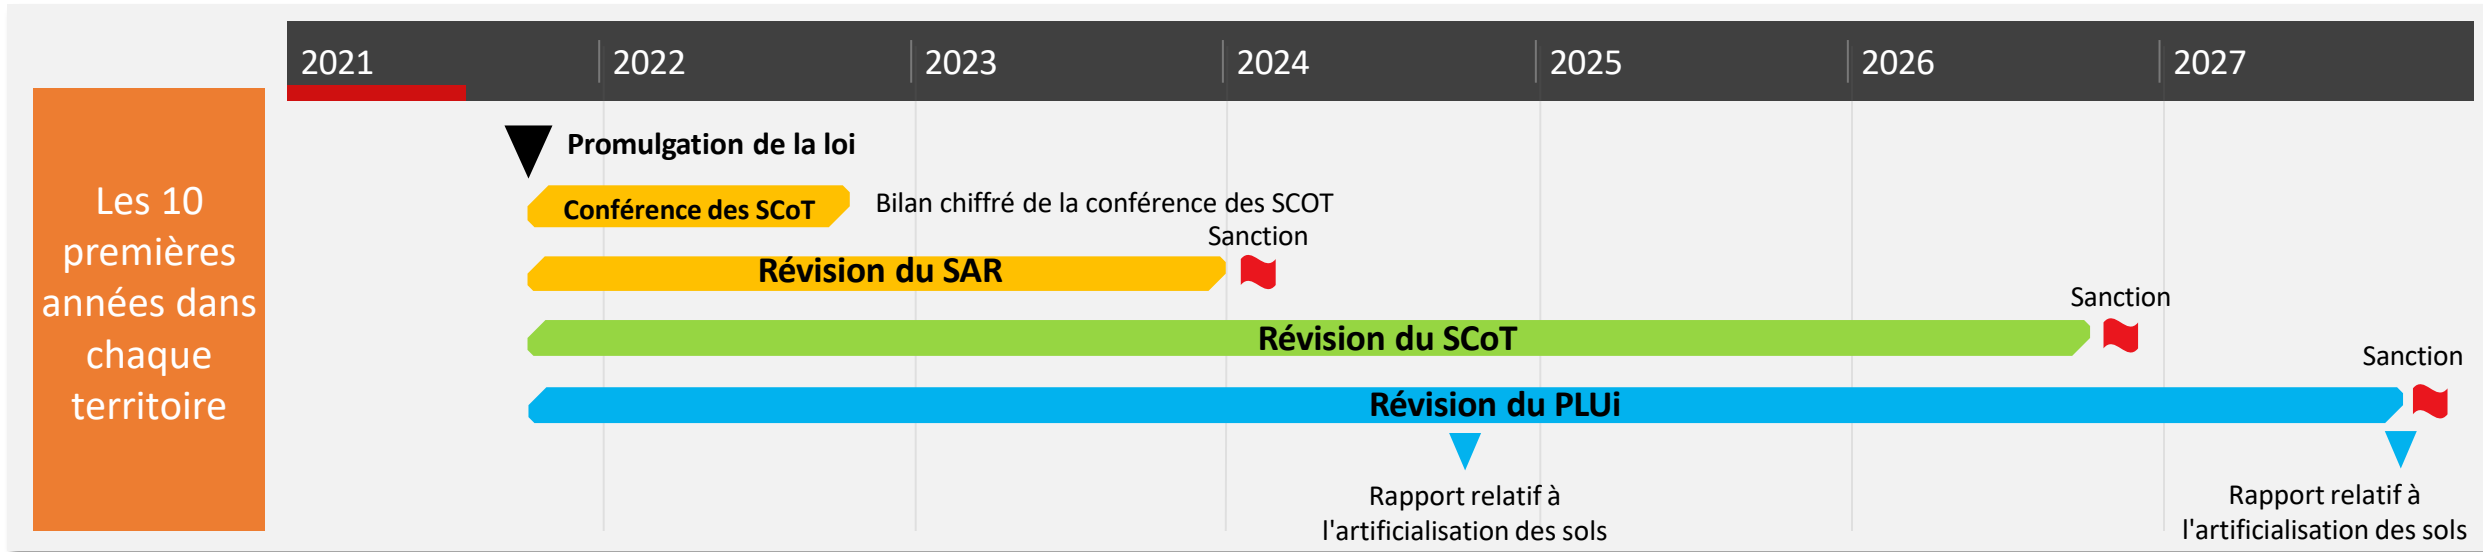 2021
2022
2023
2024
2025
2026
2027
Les 10
premières
années dans
chaque
territoire
Promulgation de la loi
Conférence des SCoT
Bilan chiffré de la conférence des SCOT
Sanction
Révision du SAR
Sanction
Révision du SCoT
Sanction
Révision du PLUi
Rapport relatif à
l'artificialisation des sols
Rapport relatif à
l'artificialisation des sols